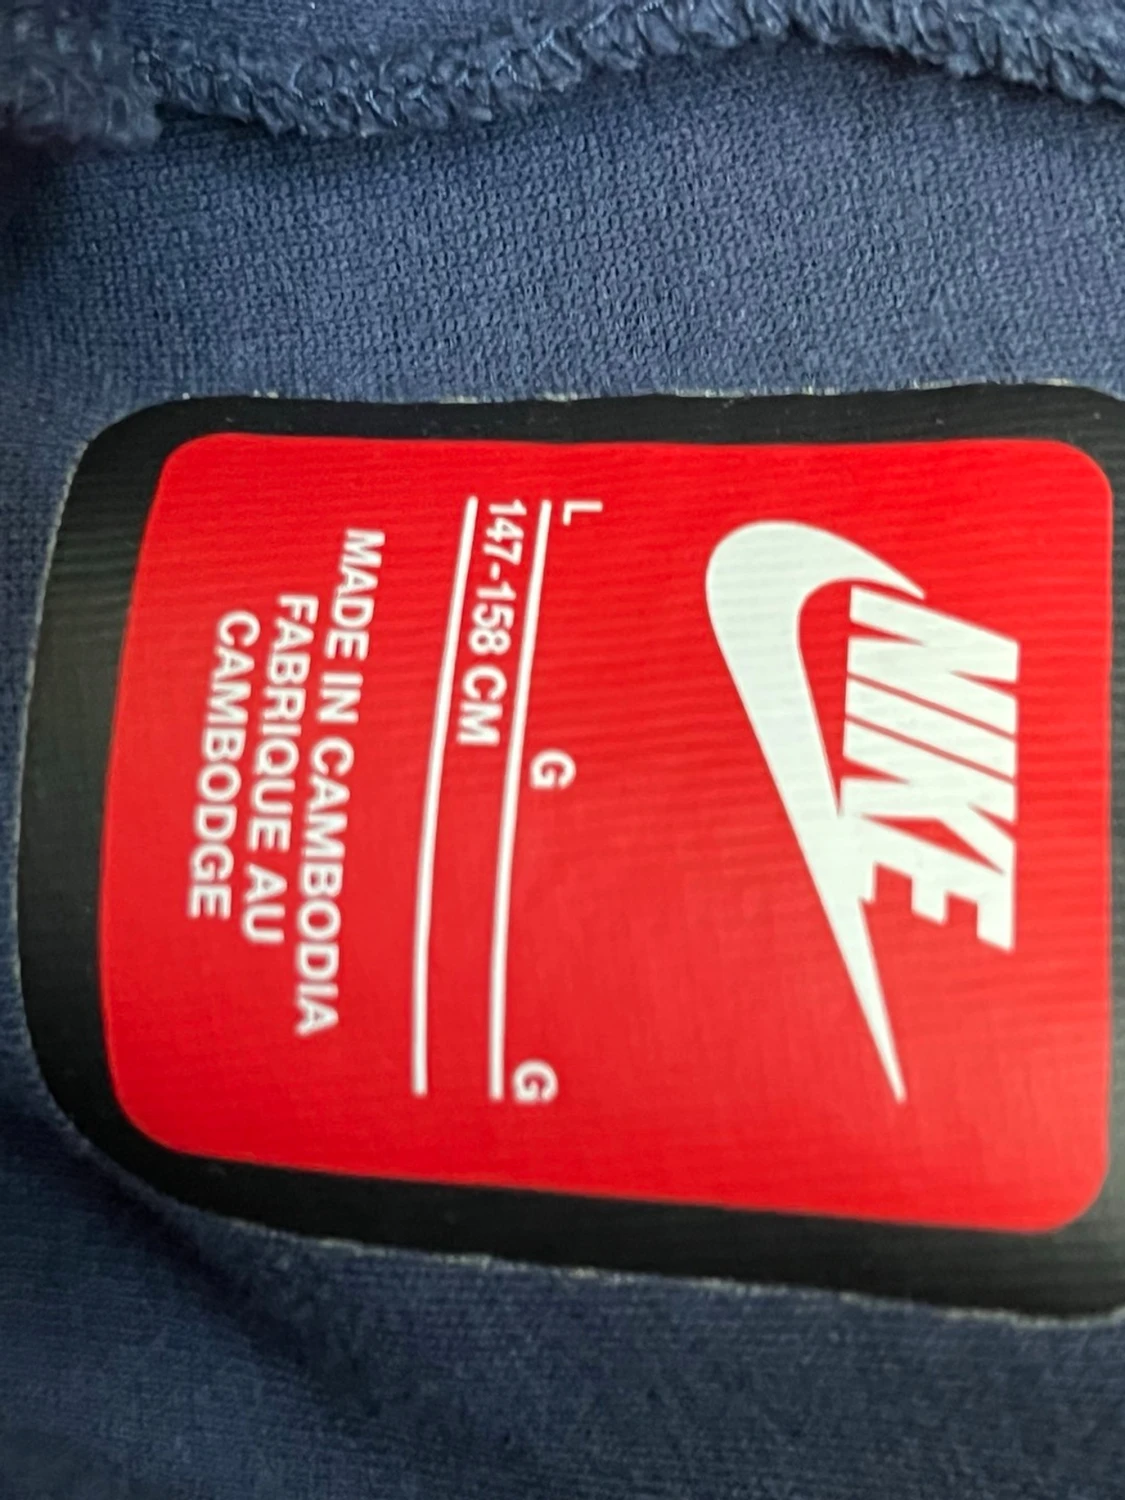 NIKE
L G G
147-158 CM
MADE IN CAMBODIA
FABRIQUE AU
CAMBODGE